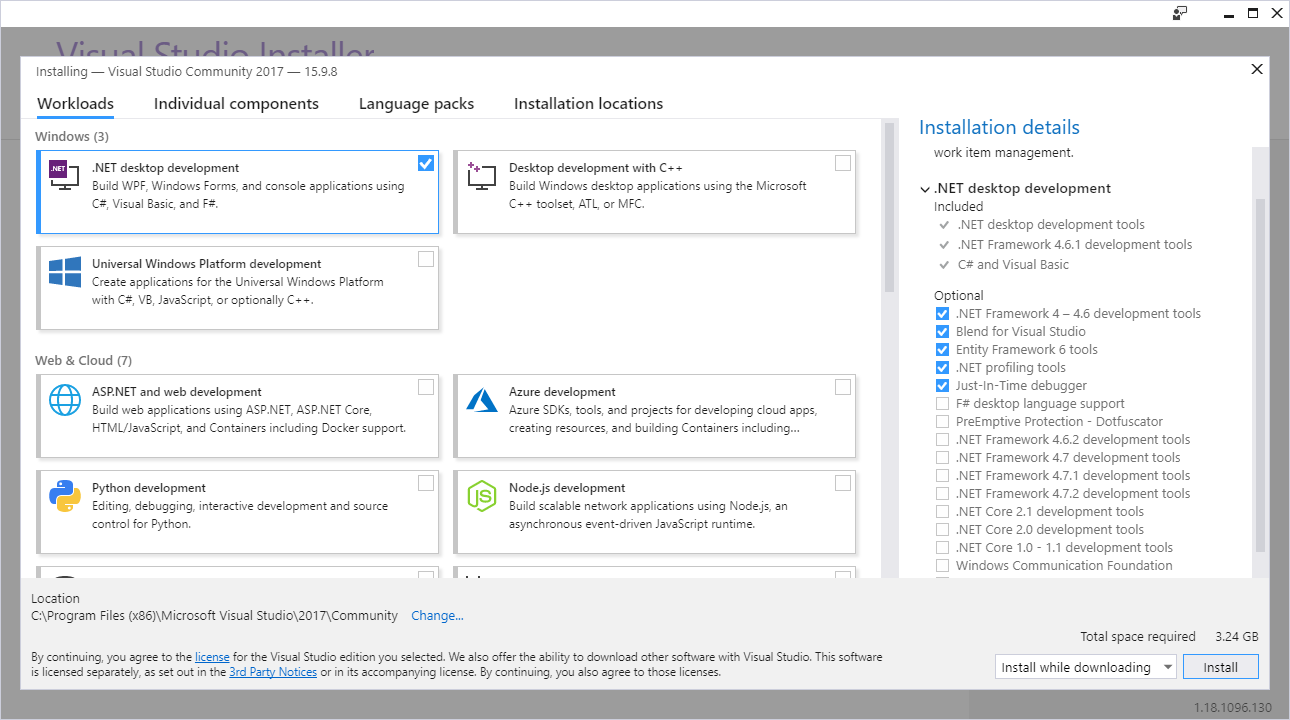 Visual Studio Installer
Installing — Visual Studio Community 2017 — 15.9.8
Workloads
Individual components
Language packs
Installation locations
Windows (3)
.NET
.NET desktop development
Build WPF, Windows Forms, and console applications using
C#, Visual Basic, and F#.
Desktop development with C++
Build Windows desktop applications using the Microsoft
C++ toolset, ATL, or MFC.
Universal Windows Platform development
Create applications for the Universal Windows Platform
with C#, VB, JavaScript, or optionally C++.
Web & Cloud (7)
ASP.NET and web development
Build web applications using ASP.NET, ASP.NET Core,
HTML/JavaScript, and Containers including Docker support.
Azure development
Azure SDKs, tools, and projects for developing cloud apps,
creating resources, and building Containers including...
Python development
Editing, debugging, interactive development and source
control for Python.
JS
Node.js development
Build scalable network applications using Node.js, an
asynchronous event-driven JavaScript runtime.
Installation details
work item management.
.NET desktop development
Included
.NET desktop development tools
.NET Framework 4.6.1 development tools
C# and Visual Basic
Optional
.NET Framework 4 – 4.6 development tools
Blend for Visual Studio
Entity Framework 6 tools
.NET profiling tools
Just-In-Time debugger
F# desktop language support
PreEmptive Protection - Dotfuscator
.NET Framework 4.6.2 development tools
.NET Framework 4.7 development tools
.NET Framework 4.7.1 development tools
.NET Framework 4.7.2 development tools
.NET Core 2.1 development tools
.NET Core 2.0 development tools
.NET Core 1.0 - 1.1 development tools
Windows Communication Foundation
Location
C:\Program Files (x86)\Microsoft Visual Studio\2017\Community Change...
Total space required 3.24 GB
By continuing, you agree to the license for the Visual Studio edition you selected. We also offer the ability to download other software with Visual Studio. This software
is licensed separately, as set out in the 3rd Party Notices or in its accompanying license. By continuing, you also agree to those licenses.
Install while downloading
Install
1.18.1096.130